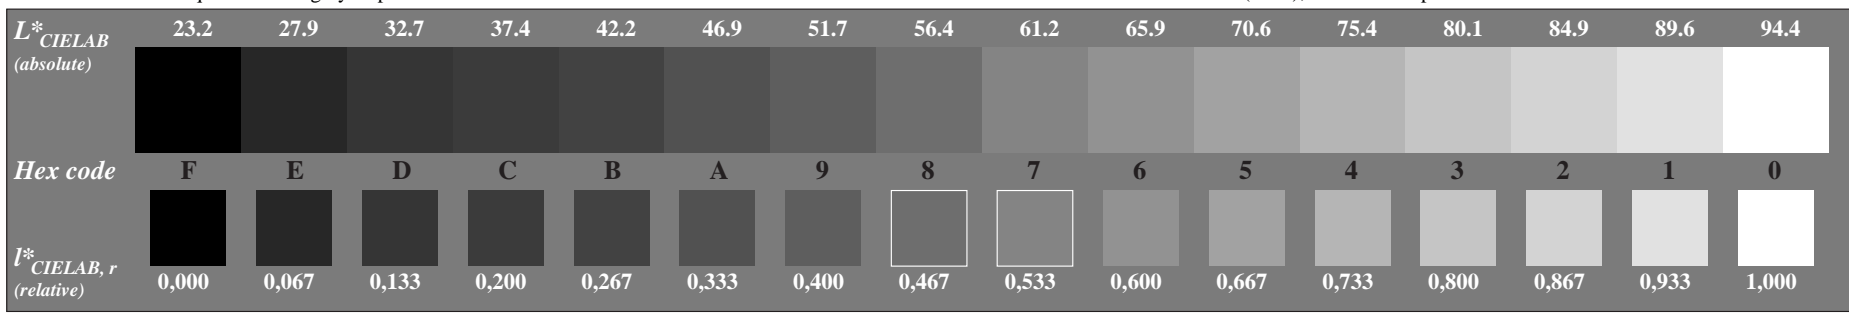 L*CIELAB 23.2 27.9 32.7 37.4 42.2 46.9 51.7 56.4 61.2 65.9 70.6 75.4 80.1 84.9 89.6 94.4
(absolute)
Hex code F E D C B A 9 8 7 6 5 4 3 2 1 0
l*CIELAB, r
(relative) 0,000 0,067 0,133 0,200 0,267 0,333 0,400 0,467 0,533 0,600 0,667 0,733 0,800 0,867 0,933 1,000